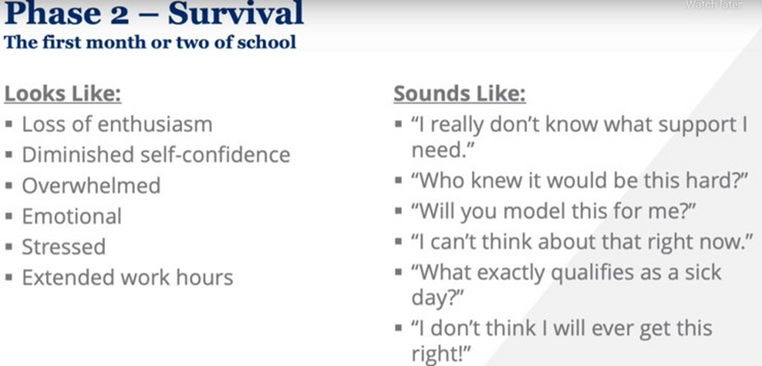 Watch later
Phase 2 – Survival
The first month or two of school
Looks Like:
▪ Loss of enthusiasm
▪ Diminished self-confidence
▪ Overwhelmed
▪ Emotional
▪ Stressed
▪ Extended work hours
Sounds Like:
▪ “I really don’t know what support I
need.”
▪ “Who knew it would be this hard?”
▪ “Will you model this for me?”
▪ “I can’t think about that right now.”
▪ “What exactly qualifies as a sick
day?”
▪ “I don’t think I will ever get this
right!”